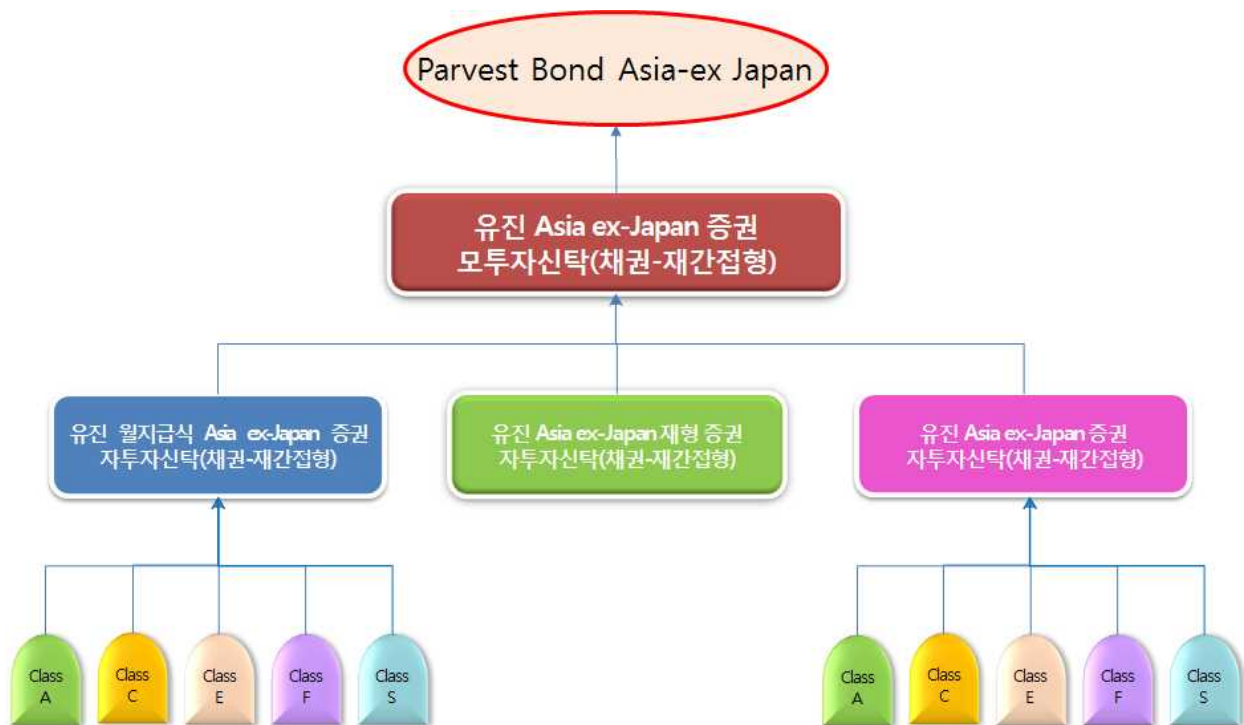 Parvest Bond Asia-ex Japan
유진 Asia ex-Japan 증권
모투자신탁(채권-재간접형)
유진 월지급식 Asia ex-Japan 증권
자투자신탁(채권-재간접형)
유진 Asia ex-Japan 재형 증권
자투자신탁(채권-재간접형)
유진 Asia ex-Japan 증권
자투자신탁(채권-재간접형)
Class
A
Class
C
Class
E
Class
F
Class
S
Class
A
Class
C
Class
E
Class
F
Class
S